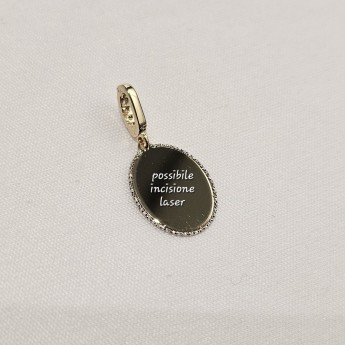 possibile
incisione
laser